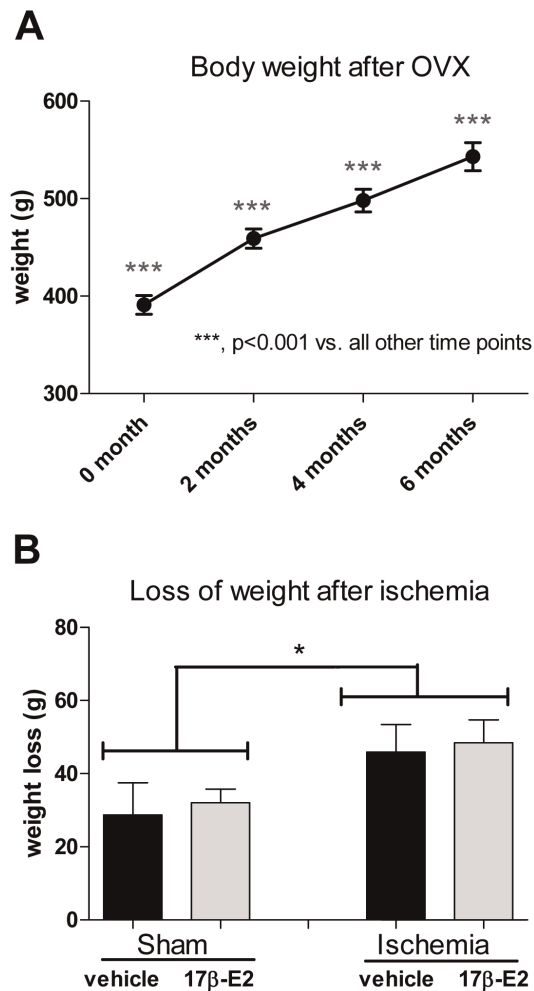 A
Body weight after OVX
600
500
400
300
weight (g)
***
***
***
***
***, p<0.001 vs. all other time points
0 month
2 months
4 months
6 months
B
Loss of weight after ischemia
80
60
40
20
0
weight loss (g)
*
Sham
Ischemia
vehicle 17β-E2 vehicle 17β-E2